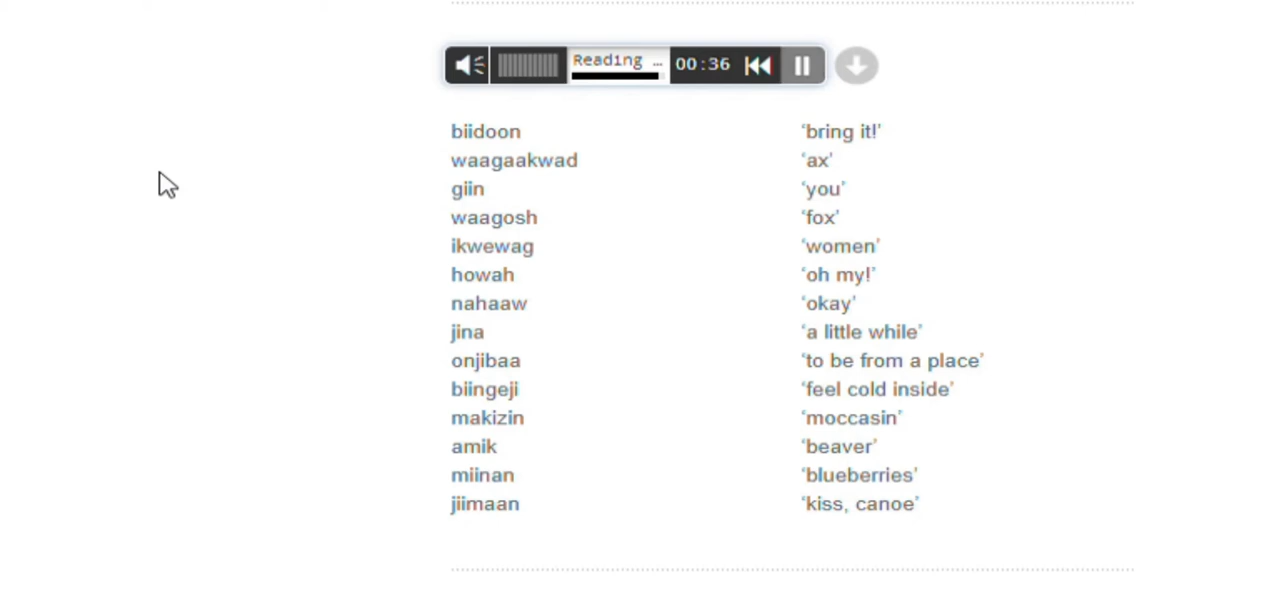 Reading … 00:36
biidoon ‘bring it!’
waagaakwad ‘ax’
giin ‘you’
waagosh ‘fox’
ikwewag ‘women’
howah ‘oh my!’
nahaaw ‘okay’
jina ‘a little while’
onjibaa ‘to be from a place’
biingeji ‘feel cold inside’
makizin ‘moccasin’
amik ‘beaver’
miinan ‘blueberries’
jiimaan ‘kiss, canoe’